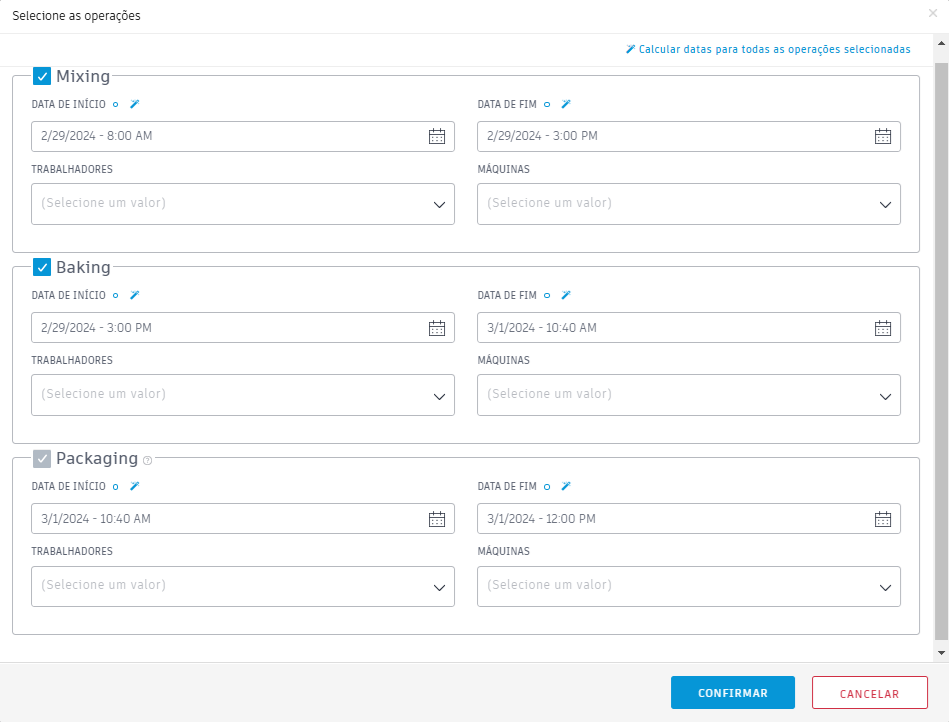 Selecione as operações
Calcular datas para todas as operações selecionadas
Mixing
DATA DE INÍCIO DATA DE FIM
2/29/2024 - 8:00 AM 2/29/2024 - 3:00 PM
TRABALHADORES MÁQUINAS
(Selecione um valor) (Selecione um valor)
Baking
DATA DE INÍCIO DATA DE FIM
2/29/2024 - 3:00 PM 3/1/2024 - 10:40 AM
TRABALHADORES MÁQUINAS
(Selecione um valor) (Selecione um valor)
Packaging
DATA DE INÍCIO DATA DE FIM
3/1/2024 - 10:40 AM 3/1/2024 - 12:00 PM
TRABALHADORES MÁQUINAS
(Selecione um valor) (Selecione um valor)
CONFIRMAR CANCELAR